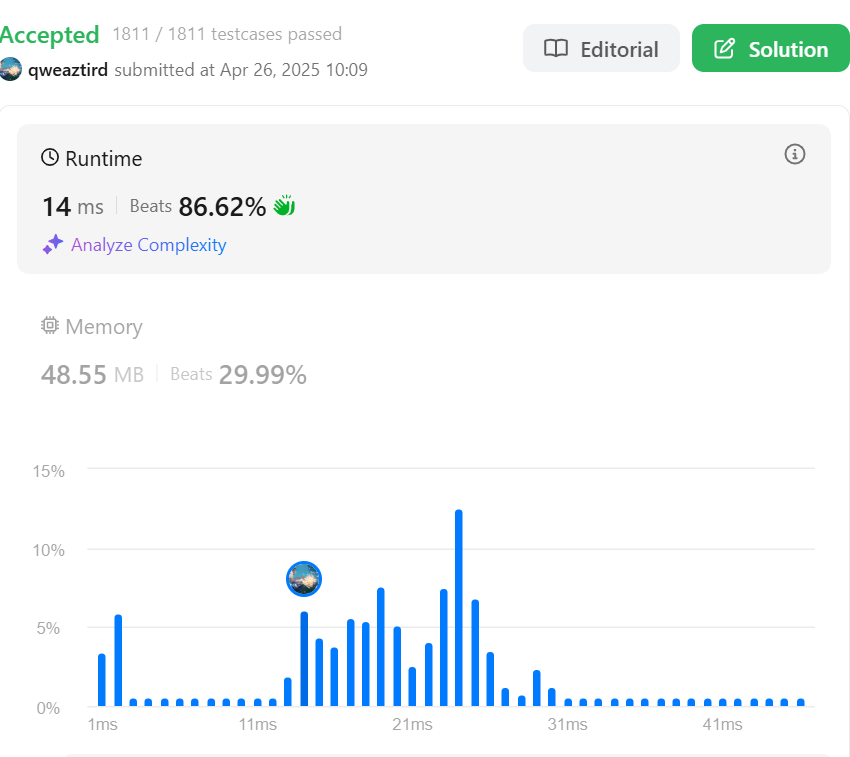 Accepted 1811 / 1811 testcases passed
qweaztird submitted at Apr 26, 2025 10:09
Editorial
Solution
Runtime
14 ms Beats 86.62%
Analyze Complexity
Memory
48.55 MB Beats 29.99%
15%
10%
5%
0%
1ms 11ms 21ms 31ms 41ms